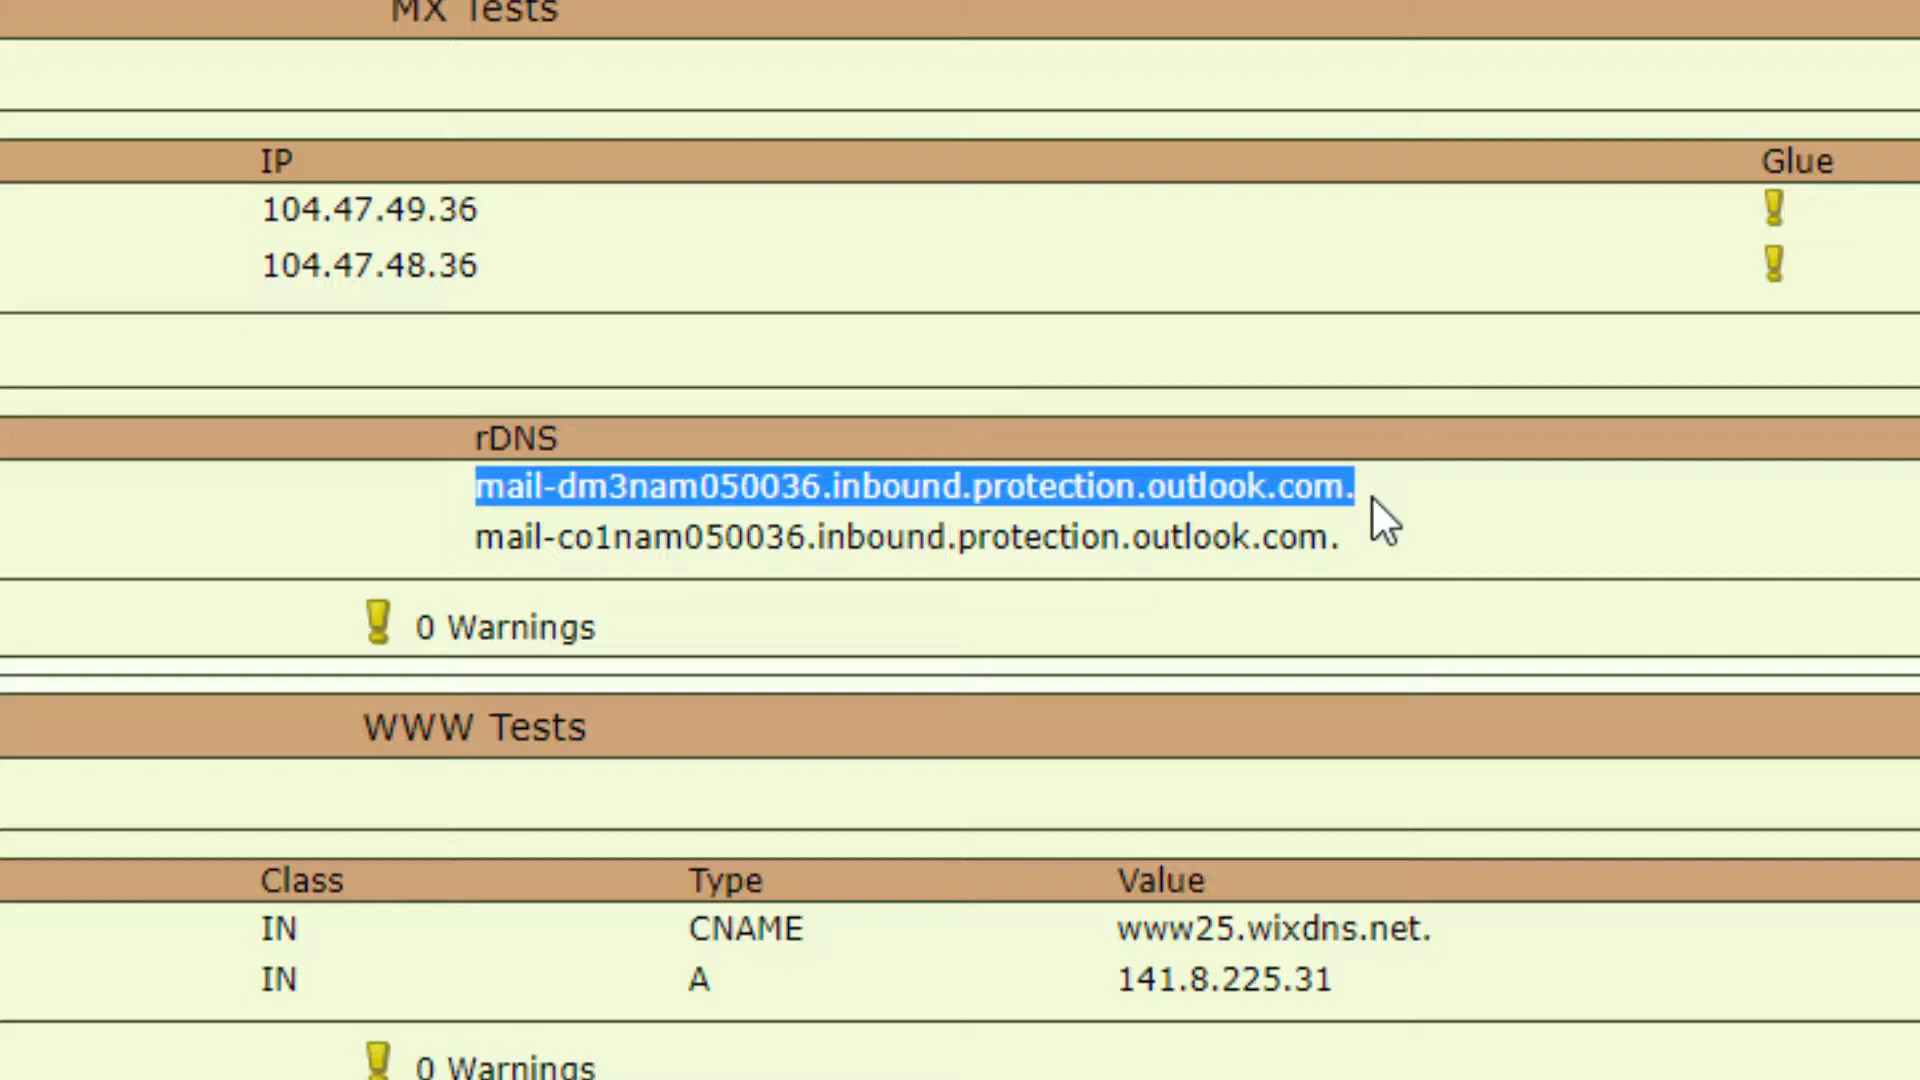 MX Tests
IP Glue
104.47.49.36
104.47.48.36
rDNS
mail-dm3nam050036.inbound.protection.outlook.com.
mail-co1nam050036.inbound.protection.outlook.com.
0 Warnings
WWW Tests
Class Type Value
IN CNAME www25.wixdns.net.
IN A 141.8.225.31
0 Warnings